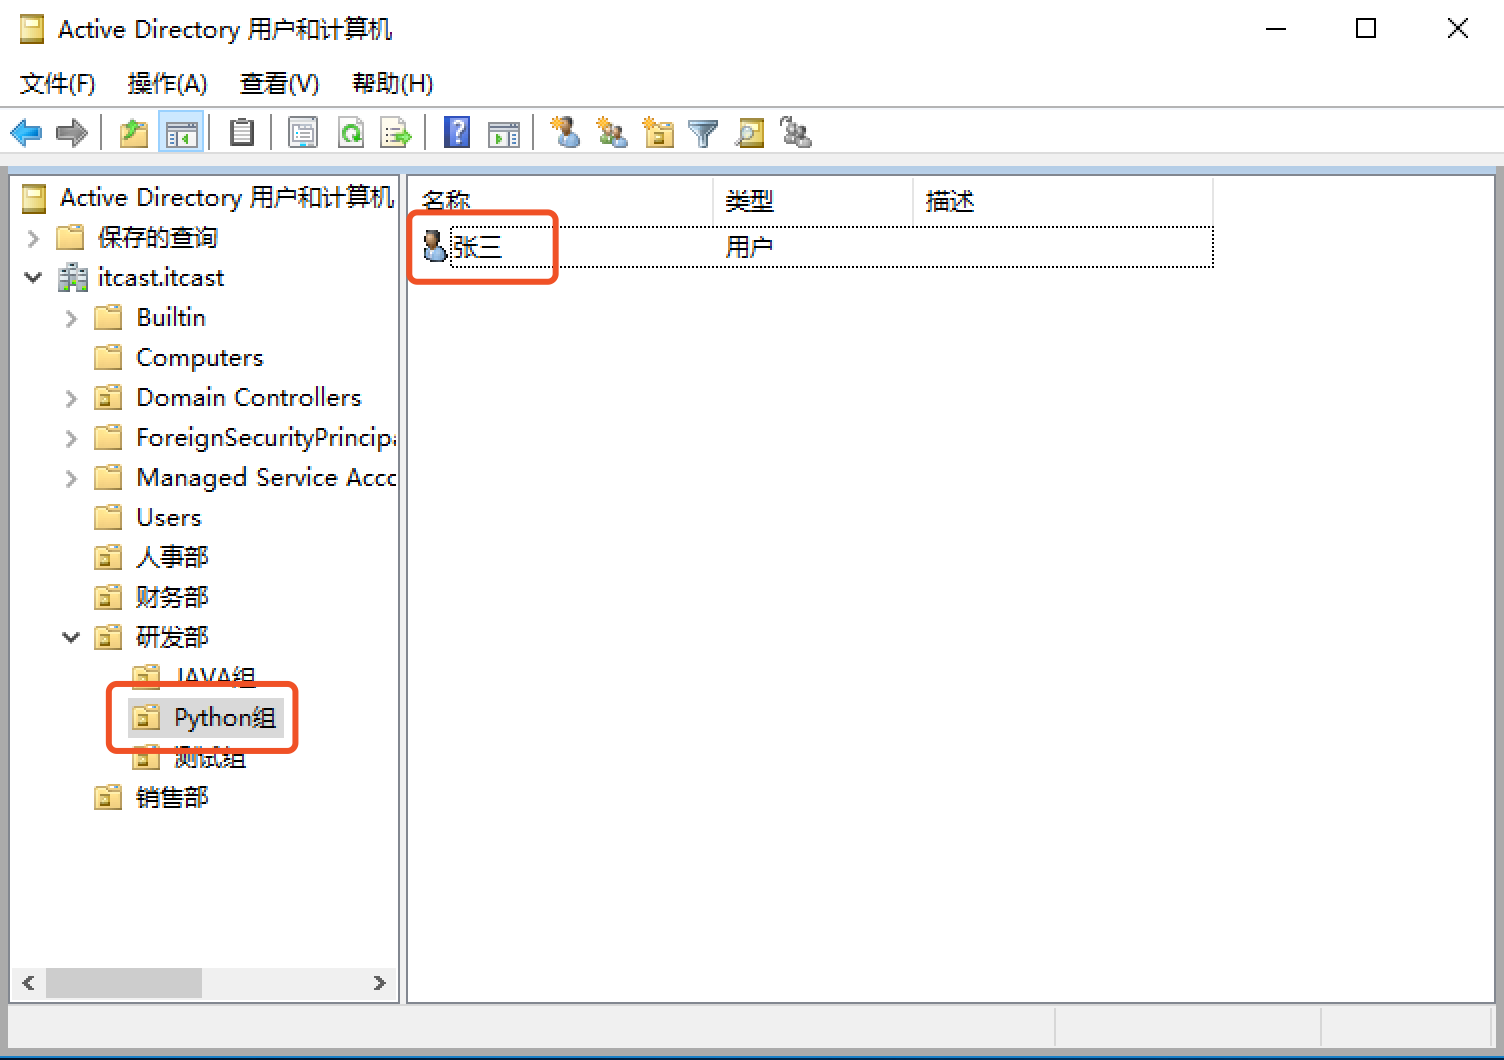 Active Directory 用户和计算机
文件(F) 操作(A) 查看(V) 帮助(H)
Active Directory 用户和计算机
保存的查询
itcast.itcast
Builtin
Computers
Domain Controllers
ForeignSecurityPrincipa
Managed Service Acco
Users
人事部
财务部
研发部
JAVA组
Python组
测试组
销售部
名称 类型 描述
张三 用户